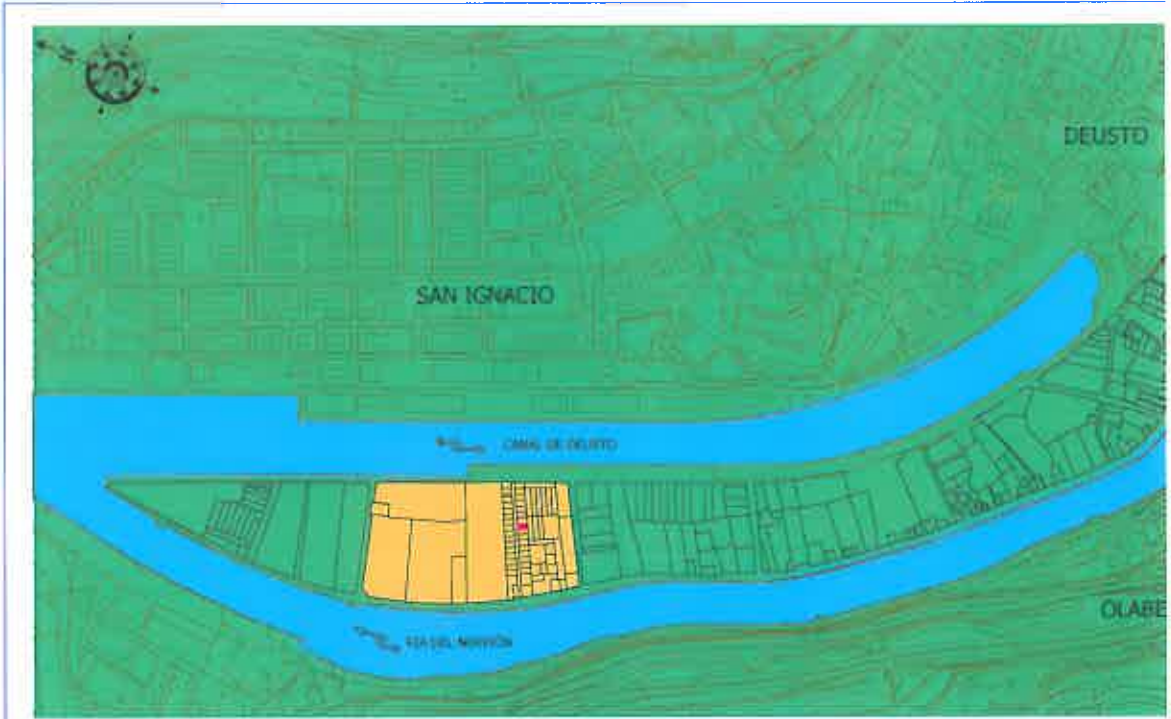 N
DEUSTO
SAN IGNACIO
CANAL DE DEUSTO
OLABE
RIA DEL NERVION